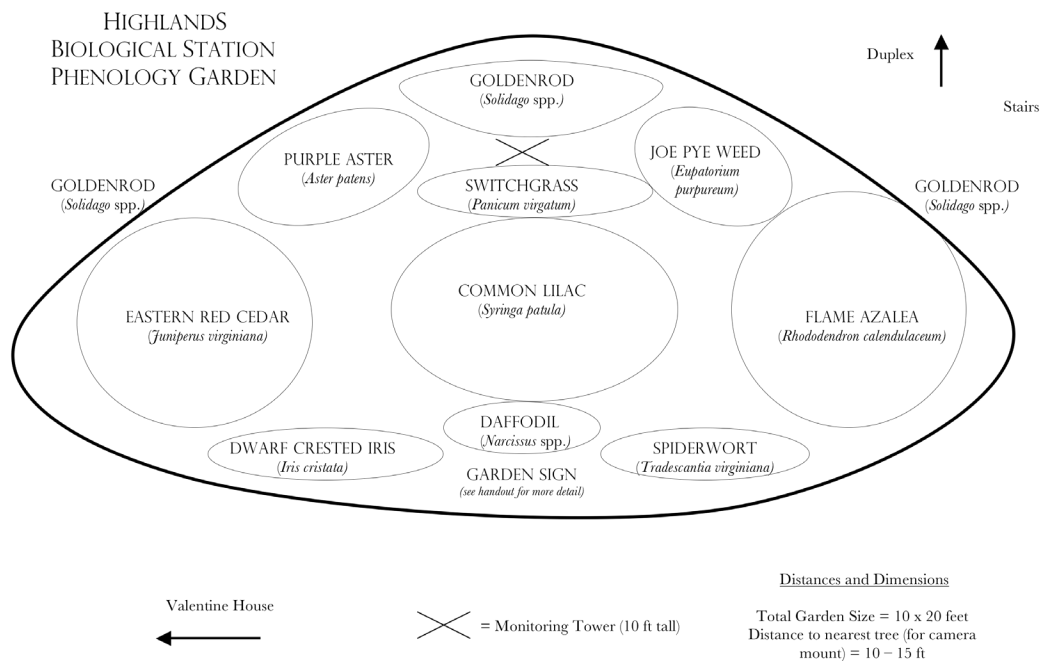 HIGHLANDS
BIOLOGICAL STATION
PHENOLOGY GARDEN
Duplex
Stairs
GOLDENROD
(Solidago spp.)
PURPLE ASTER
(Aster patens)
JOE PYE WEED
(Eupatorium
purpureum)
SWITCHGRASS
(Panicum virgatum)
GOLDENROD
(Solidago spp.)
GOLDENROD
(Solidago spp.)
EASTERN RED CEDAR
(Juniperus virginiana)
COMMON LILAC
(Syringa patula)
FLAME AZALEA
(Rhododendron calendulaceum)
DAFFODIL
(Narcissus spp.)
DWARF CRESTED IRIS
(Iris cristata)
SPIDERWORT
(Tradescantia virginiana)
GARDEN SIGN
(see handout for more detail)
Valentine House
= Monitoring Tower (10 ft tall)
Distances and Dimensions
Total Garden Size = 10 x 20 feet
Distance to nearest tree (for camera
mount) = 10 – 15 ft